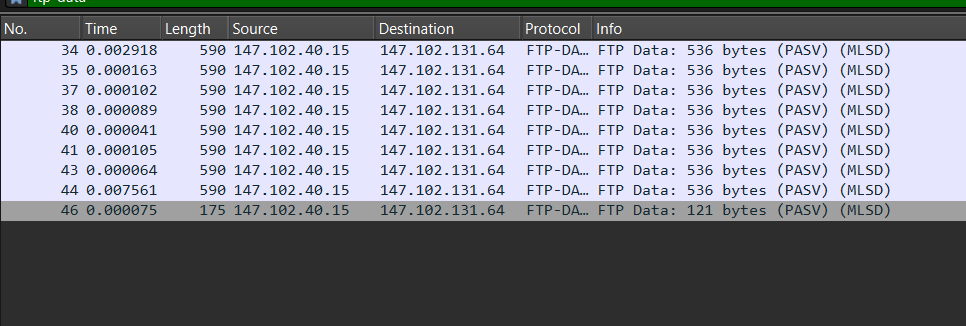 ftp-data
No. Time Length Source Destination Protocol Info
34 0.002918 590 147.102.40.15 147.102.131.64 FTP-DA… FTP Data: 536 bytes (PASV) (MLSD)
35 0.000163 590 147.102.40.15 147.102.131.64 FTP-DA… FTP Data: 536 bytes (PASV) (MLSD)
37 0.000102 590 147.102.40.15 147.102.131.64 FTP-DA… FTP Data: 536 bytes (PASV) (MLSD)
38 0.000089 590 147.102.40.15 147.102.131.64 FTP-DA… FTP Data: 536 bytes (PASV) (MLSD)
40 0.000041 590 147.102.40.15 147.102.131.64 FTP-DA… FTP Data: 536 bytes (PASV) (MLSD)
41 0.000105 590 147.102.40.15 147.102.131.64 FTP-DA… FTP Data: 536 bytes (PASV) (MLSD)
43 0.000064 590 147.102.40.15 147.102.131.64 FTP-DA… FTP Data: 536 bytes (PASV) (MLSD)
44 0.007561 590 147.102.40.15 147.102.131.64 FTP-DA… FTP Data: 536 bytes (PASV) (MLSD)
46 0.000075 175 147.102.40.15 147.102.131.64 FTP-DA… FTP Data: 121 bytes (PASV) (MLSD)